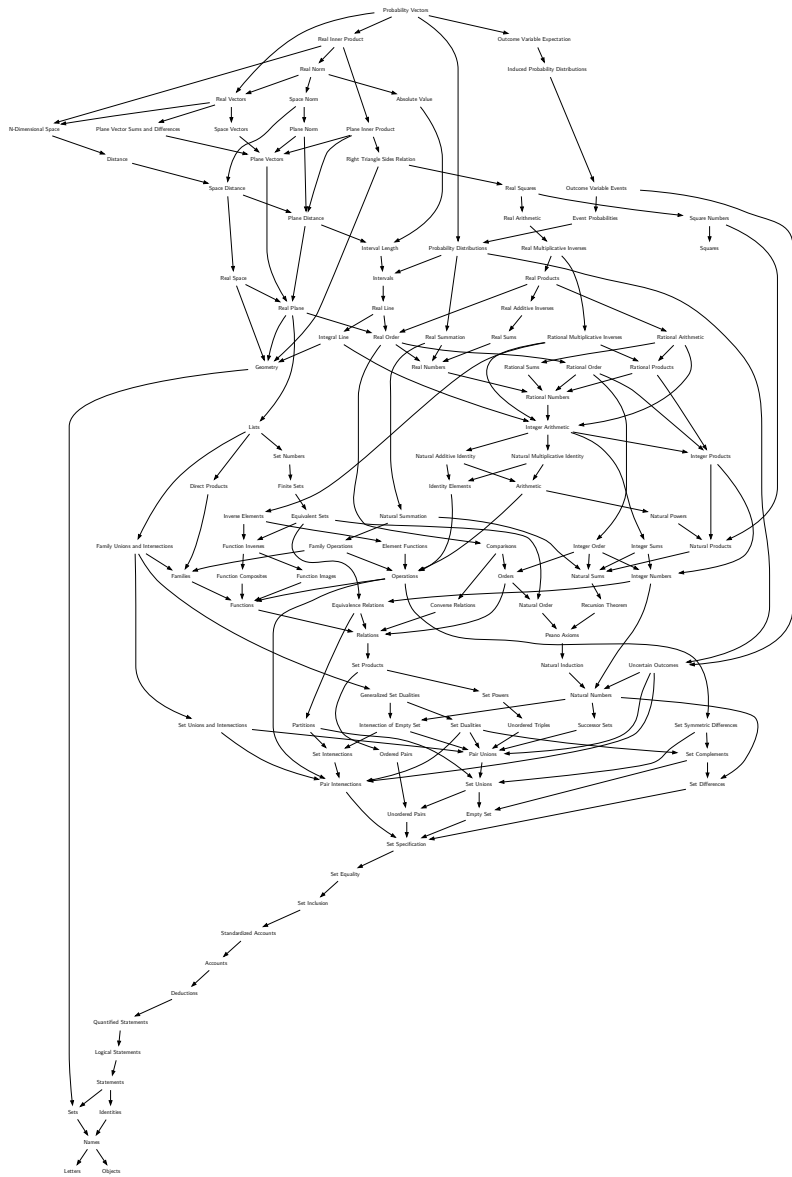 Probability Vectors
Real Inner Product
Outcome Variable Expectation
Real Norm
Induced Probability Distributions
Real Vectors
Space Norm
Absolute Value
N-Dimensional Space
Plane Vector Sums and Differences
Space Vectors
Plane Norm
Plane Inner Product
Distance
Plane Vectors
Right Triangle Sides Relation
Space Distance
Real Squares
Outcome Variable Events
Plane Distance
Real Arithmetic
Event Probabilities
Square Numbers
Interval Length
Probability Distributions
Real Multiplicative Inverses
Squares
Real Space
Intervals
Real Products
Real Plane
Real Line
Real Additive Inverses
Integral Line
Real Order
Real Summation
Real Sums
Rational Multiplicative Inverses
Rational Arithmetic
Geometry
Real Numbers
Rational Sums
Rational Order
Rational Products
Rational Numbers
Lists
Integer Arithmetic
Set Numbers
Natural Additive Identity
Natural Multiplicative Identity
Integer Products
Direct Products
Finite Sets
Identity Elements
Arithmetic
Inverse Elements
Equivalent Sets
Natural Summation
Natural Powers
Family Unions and Intersections
Function Inverses
Family Operations
Element Functions
Comparisons
Integer Order
Integer Sums
Natural Products
Families
Function Composites
Function Images
Operations
Orders
Natural Sums
Integer Numbers
Functions
Equivalence Relations
Converse Relations
Natural Order
Recursion Theorem
Relations
Peano Axioms
Set Products
Natural Induction
Uncertain Outcomes
Generalized Set Dualities
Set Powers
Natural Numbers
Set Unions and Intersections
Partitions
Intersection of Empty Set
Set Dualities
Unordered Triples
Successor Sets
Set Symmetric Differences
Set Intersections
Ordered Pairs
Pair Unions
Set Complements
Pair Intersections
Set Unions
Set Differences
Unordered Pairs
Empty Set
Set Specification
Set Equality
Set Inclusion
Standardized Accounts
Accounts
Deductions
Quantified Statements
Logical Statements
Statements
Sets
Identities
Names
Letters
Objects